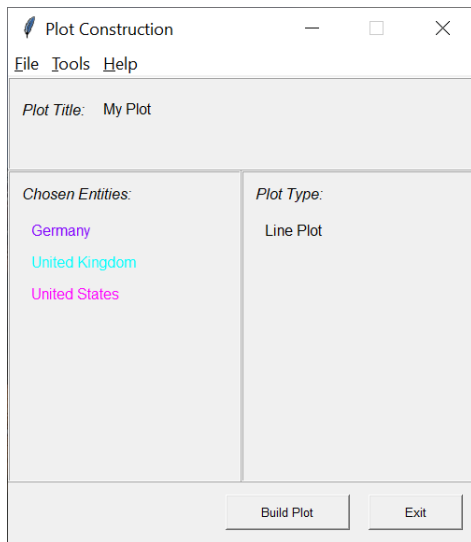 Plot Construction
File Tools Help
Plot Title: My Plot
Chosen Entities:
Germany
United Kingdom
United States
Plot Type:
Line Plot
Build Plot
Exit